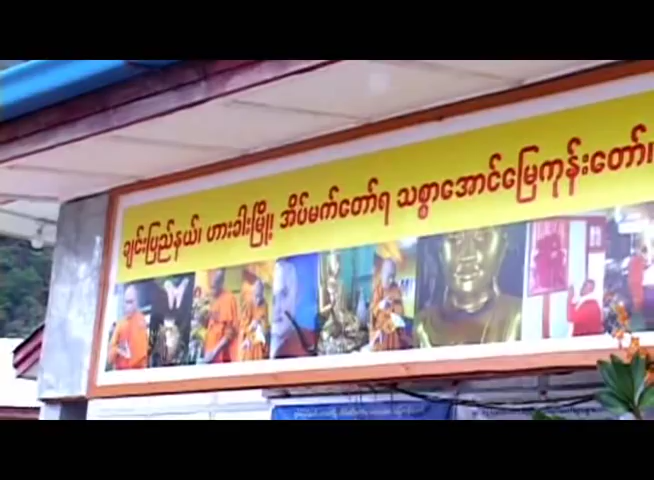 ချင်းပြည်နယ်၊ ဟားခါးမြို့၊ အိပ်မက်တော်ရ သစ္စာအောင်မြေကုန်းတော်၊